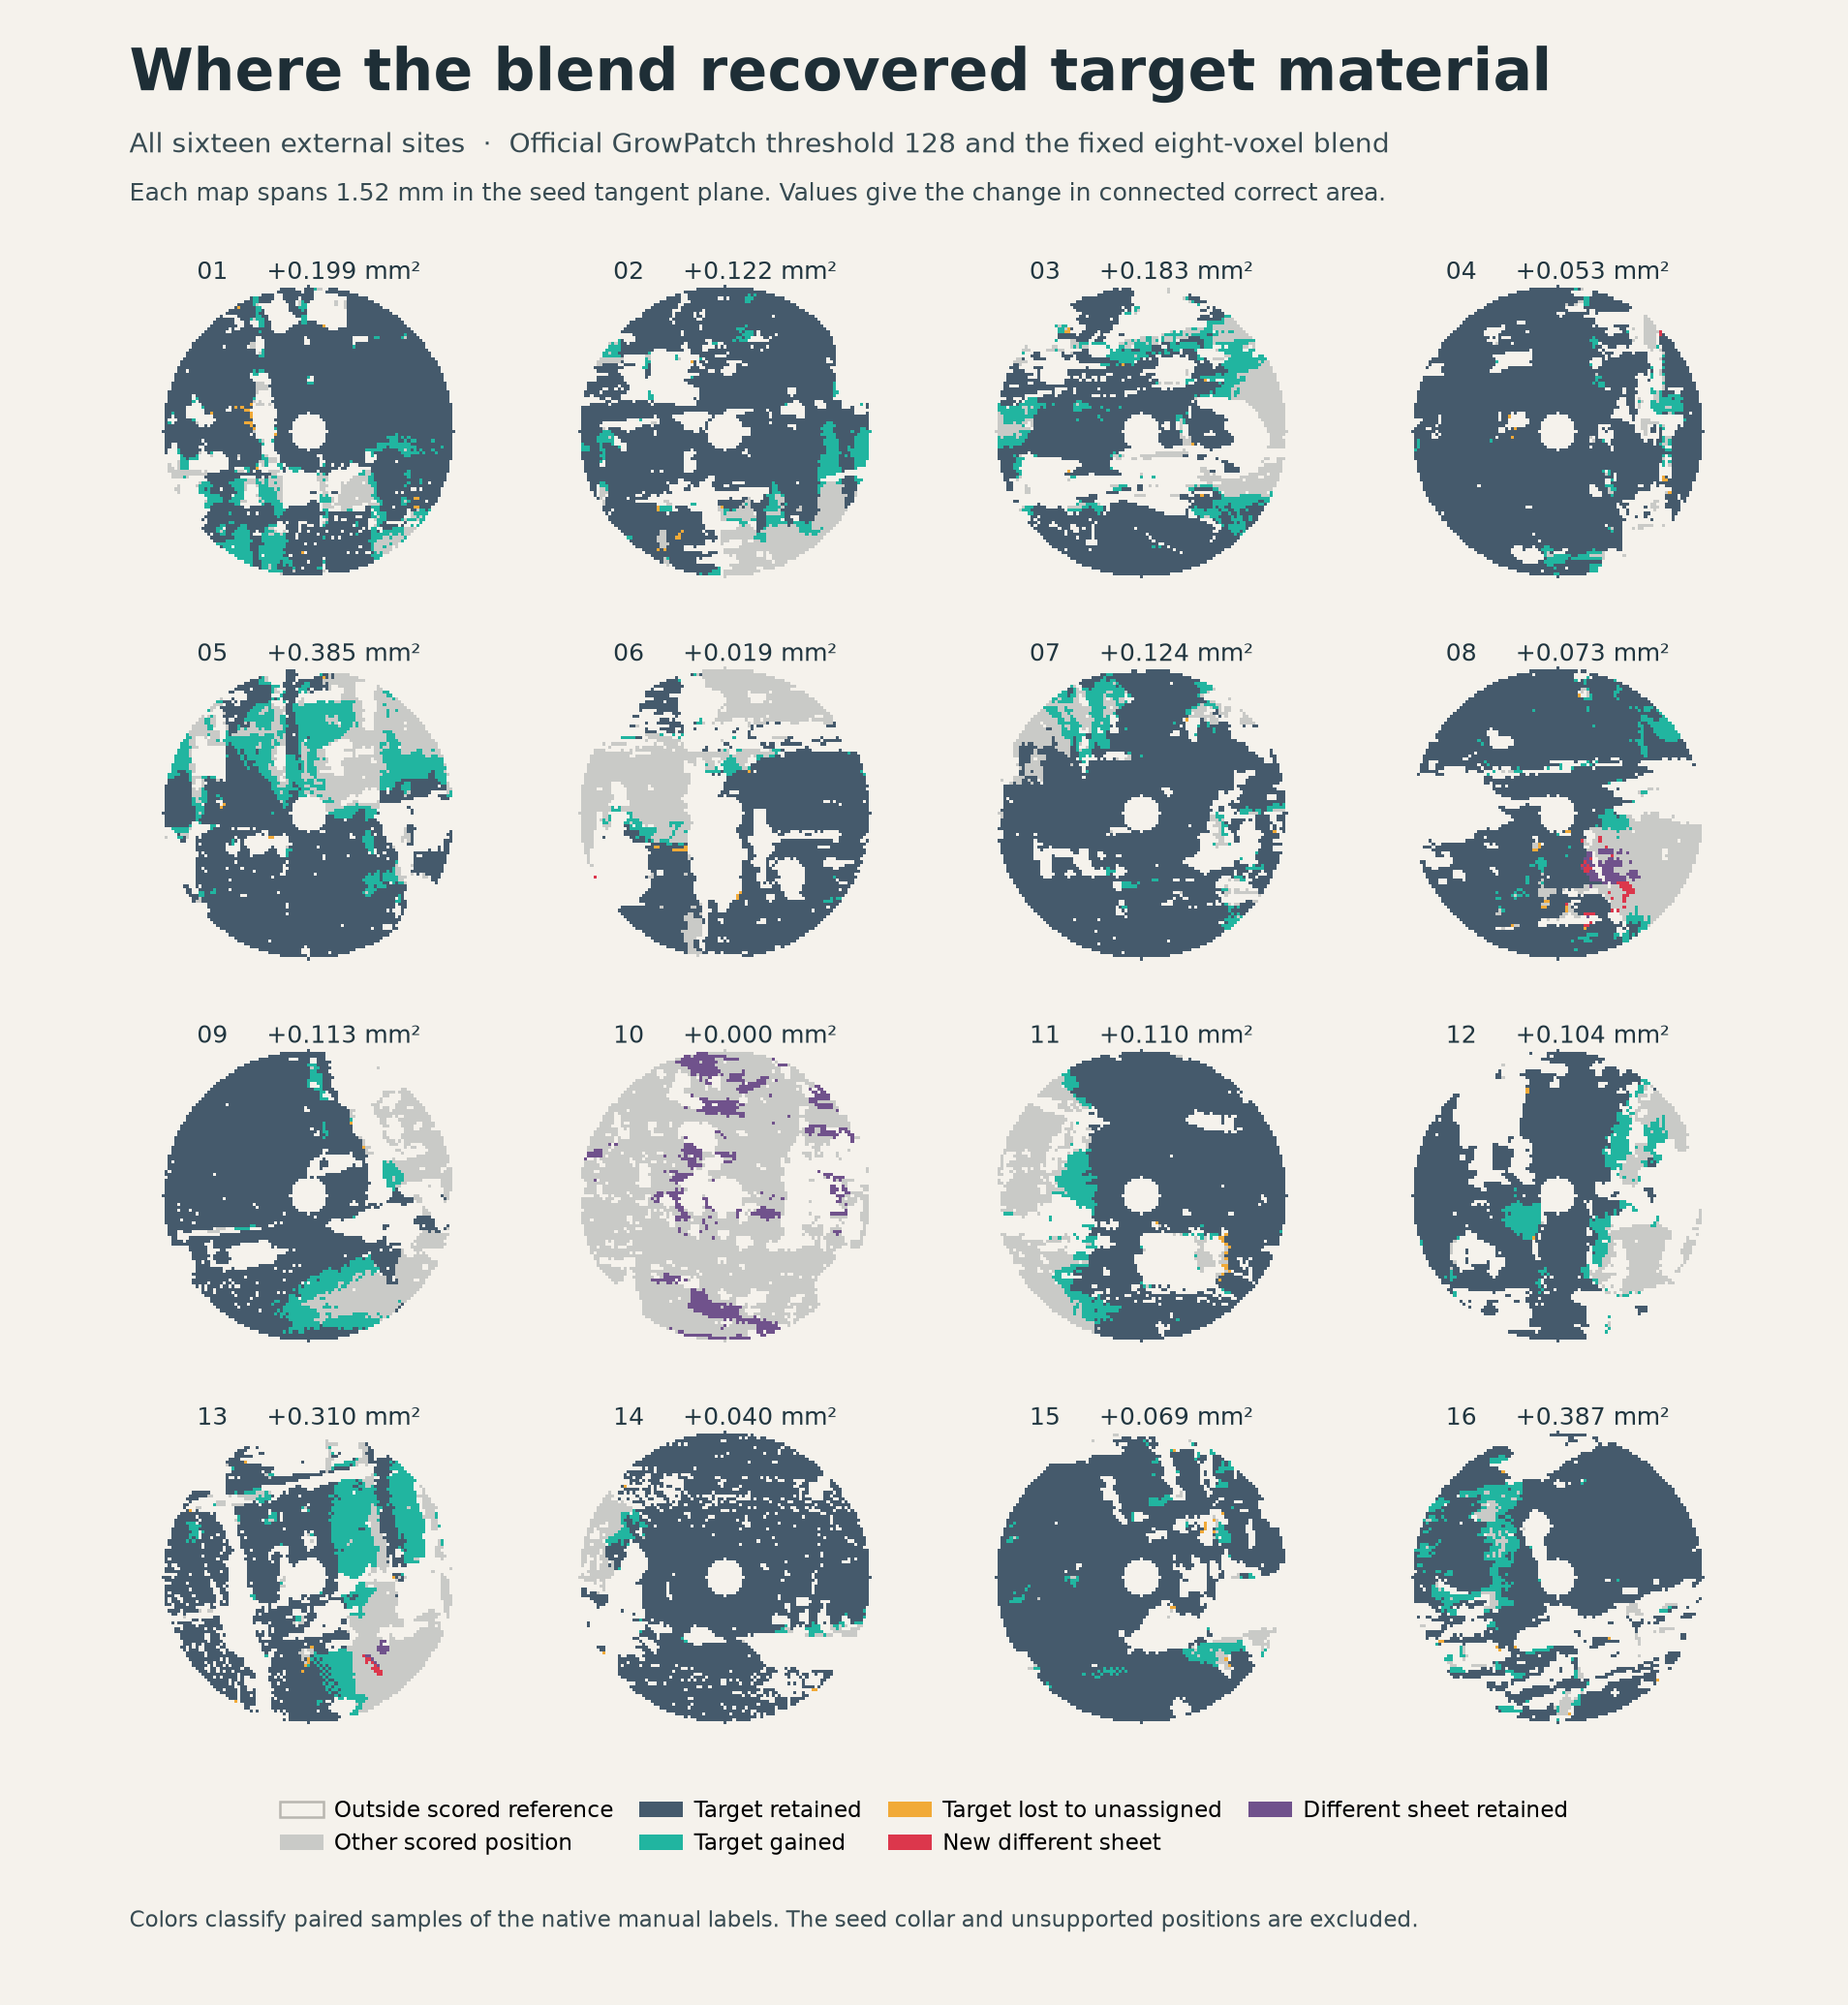 Where the blend recovered target material
All sixteen external sites · Official GrowPatch threshold 128 and the fixed eight-voxel blend
Each map spans 1.52 mm in the seed tangent plane. Values give the change in connected correct area.
01 +0.199 mm²
02 +0.122 mm²
03 +0.183 mm²
04 +0.053 mm²
05 +0.385 mm²
06 +0.019 mm²
07 +0.124 mm²
08 +0.073 mm²
09 +0.113 mm²
10 +0.000 mm²
11 +0.110 mm²
12 +0.104 mm²
13 +0.310 mm²
14 +0.040 mm²
15 +0.069 mm²
16 +0.387 mm²
Outside scored reference
Target retained
Target lost to unassigned
Different sheet retained
Other scored position
Target gained
New different sheet
Colors classify paired samples of the native manual labels. The seed collar and unsupported positions are excluded.